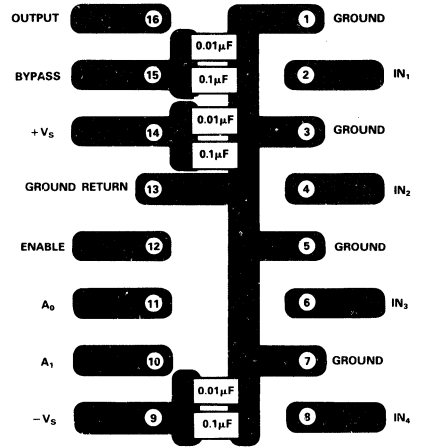 OUTPUT 16 1 GROUND
0.01µF
BYPASS 15 0.1µF 2 IN₁
0.01µF
+Vₛ 14 3 GROUND
0.1µF
GROUND RETURN 13 4 IN₂
ENABLE 12 5 GROUND
A₀ 11 6 IN₃
A₁ 10 7 GROUND
0.01µF
−Vₛ 9 0.1µF 8 IN₄